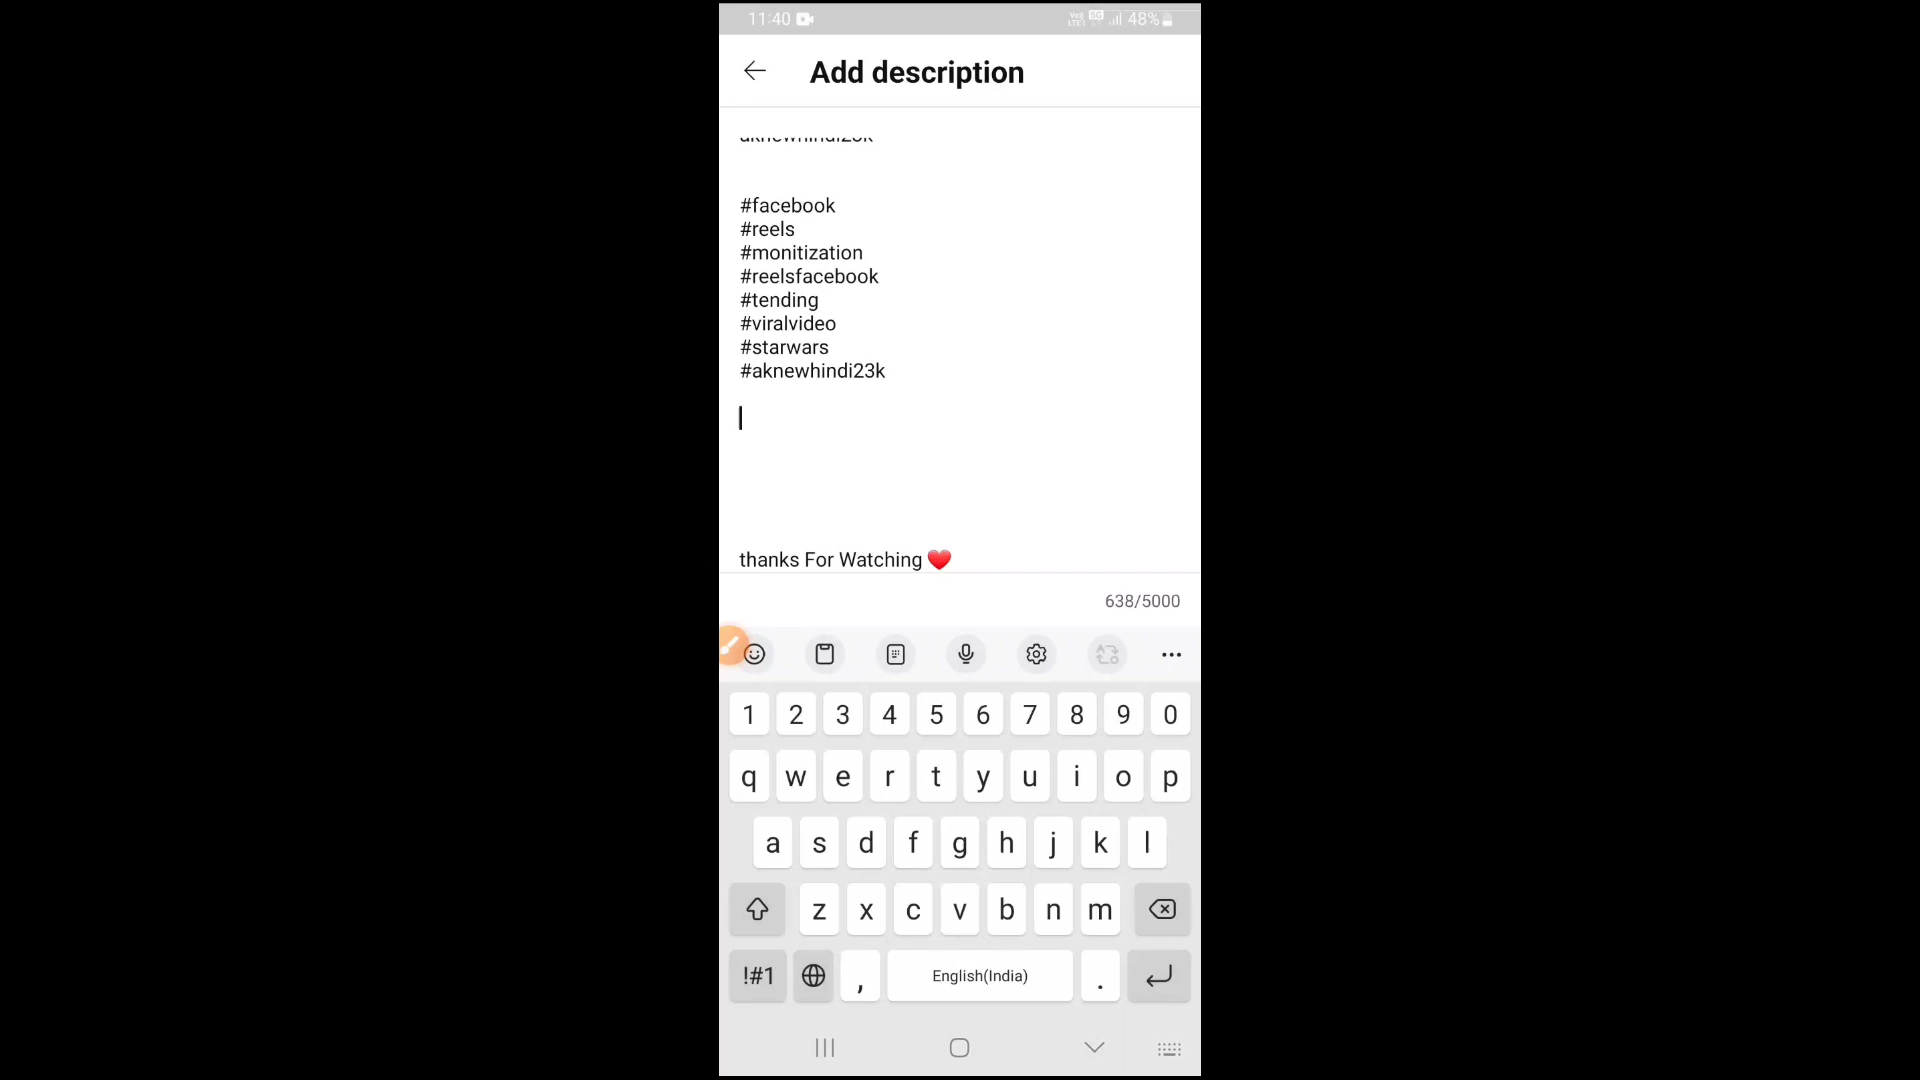 11:40 48%
Add description
#facebook
#reels
#monitization
#reelsfacebook
#tending
#viralvideo
#starwars
#aknewhindi23k
thanks For Watching ❤️
638/5000
1 2 3 4 5 6 7 8 9 0
q w e r t y u i o p
a s d f g h j k l
z x c v b n m
!#1 , English(India) .